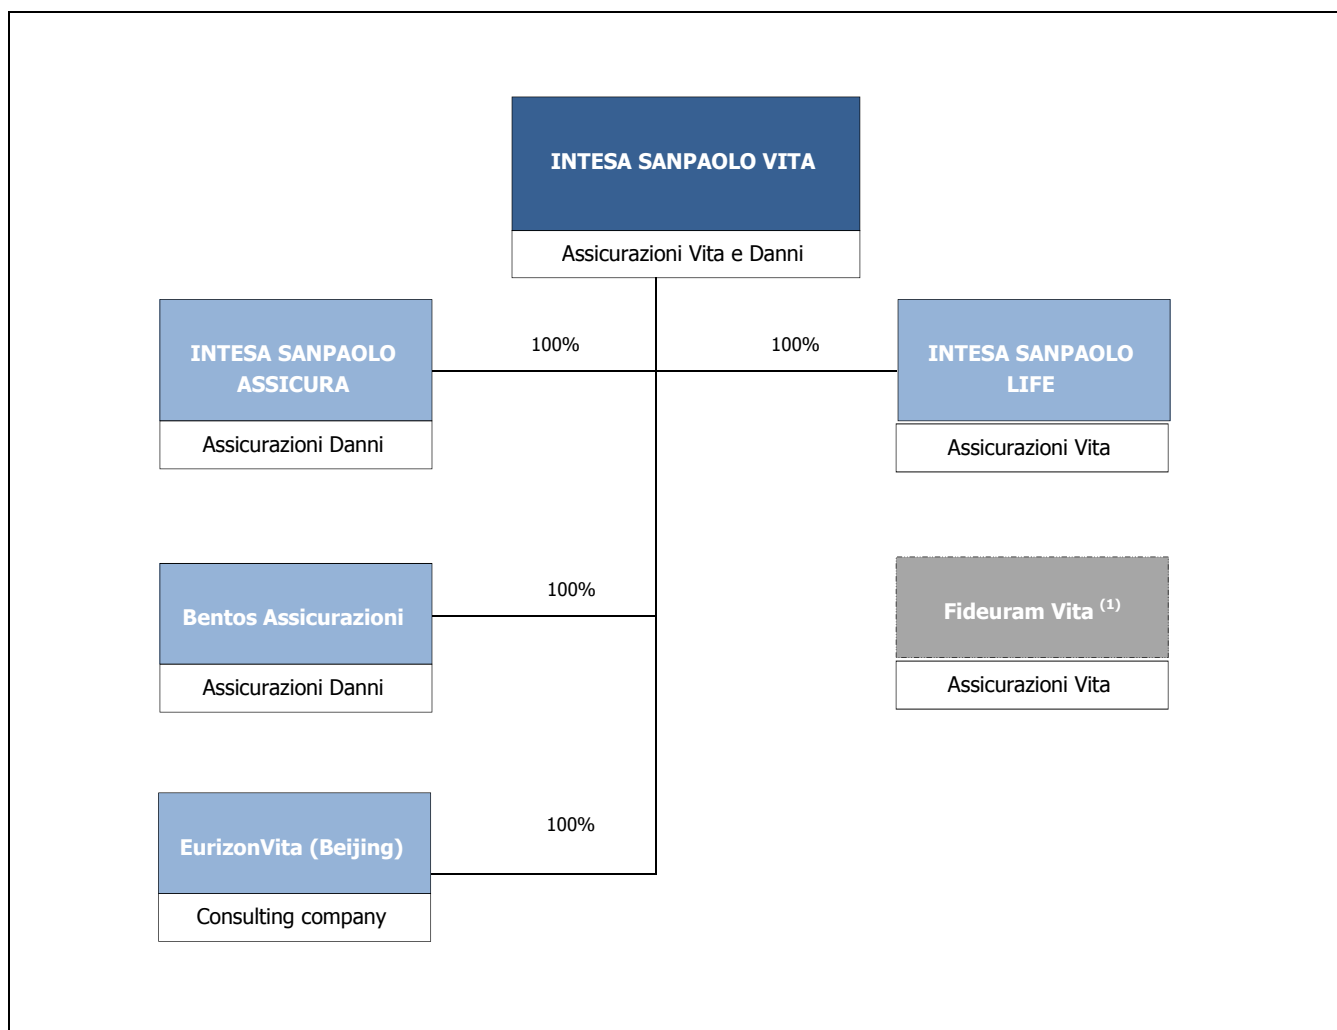 INTESA SANPAOLO VITA
Assicurazioni Vita e Danni
INTESA SANPAOLO
ASSICURA
Assicurazioni Danni
100%
100%
INTESA SANPAOLO
LIFE
Assicurazioni Vita
Bentos Assicurazioni
Assicurazioni Danni
100%
Fideuram Vita (1)
Assicurazioni Vita
EurizonVita (Beijing)
Consulting company
100%